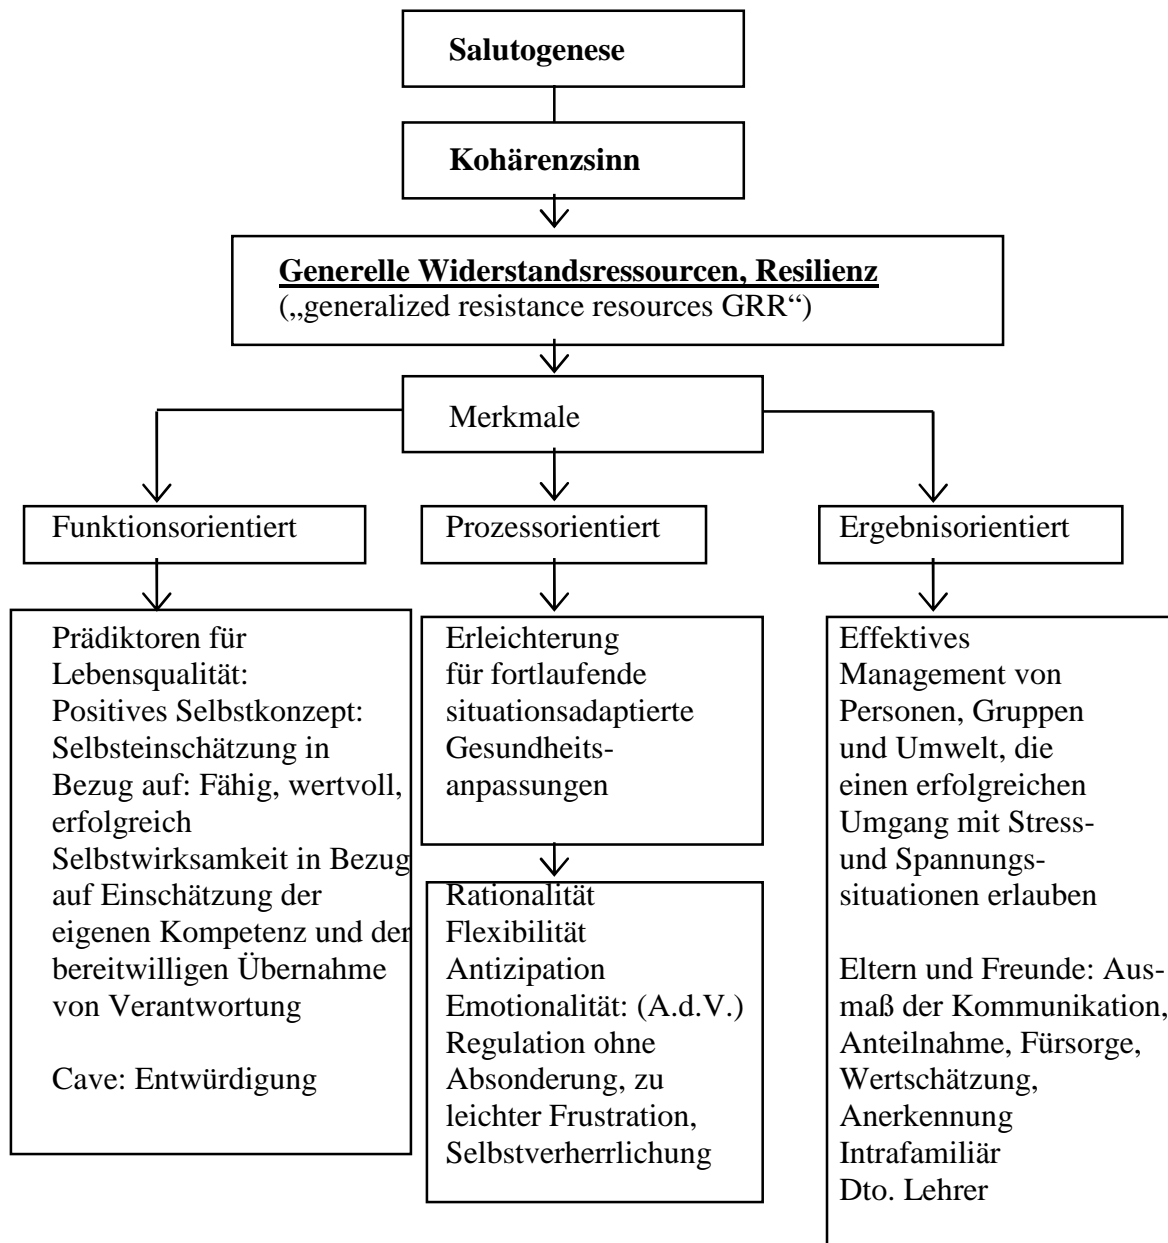 Salutogenese
Kohärenzsinn
Generelle Widerstandsressourcen, Resilienz
(„generalized resistance resources GRR“)
Merkmale
Funktionsorientiert
Prozessorientiert
Ergebnisorientiert
Prädiktoren für
Lebensqualität:
Positives Selbstkonzept:
Selbsteinschätzung in
Bezug auf: Fähig, wertvoll,
erfolgreich
Selbstwirksamkeit in Bezug
auf Einschätzung der
eigenen Kompetenz und der
bereitwilligen Übernahme
von Verantwortung
Cave: Entwürdigung
Erleichterung
für fortlaufende
situationsadaptierte
Gesundheits-
anpassungen
Rationalität
Flexibilität
Antizipation
Emotionalität: (A.d.V.)
Regulation ohne
Absonderung, zu
leichter Frustration,
Selbstverherrlichung
Effektives
Management von
Personen, Gruppen
und Umwelt, die
einen erfolgreichen
Umgang mit Stress-
und Spannungs-
situationen erlauben
Eltern und Freunde: Aus-
maß der Kommunikation,
Anteilnahme, Fürsorge,
Wertschätzung,
Anerkennung
Intrafamiliär
Dto. Lehrer